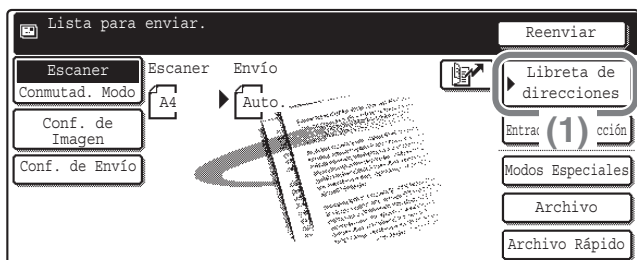 Lista para enviar.
Reenviar
Escaner
Conmutad. Modo
Escaner
Envío
Libreta de
direcciones
A4
Auto.
Conf. de
Imagen
(1)
Conf. de Envío
Modos Especiales
Archivo
Archivo Rápido